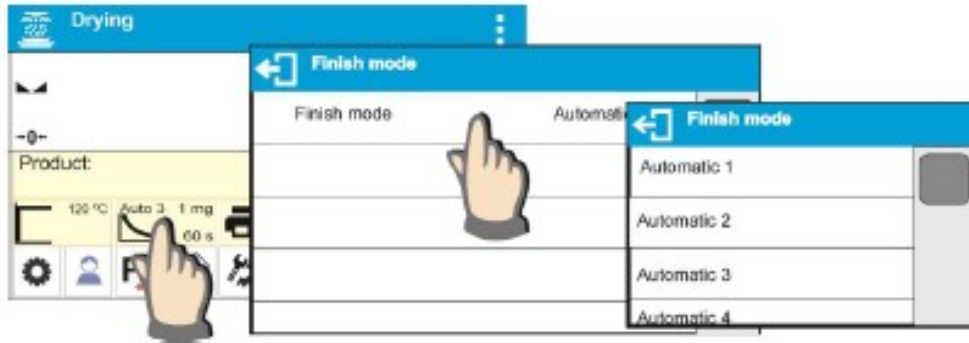 Drying
→0←
Product:
120 °C
Auto 3 1 mg
60 s
Finish mode
Finish mode
Finish mode
Automatic 1
Automatic 2
Automatic 3
Automatic 4